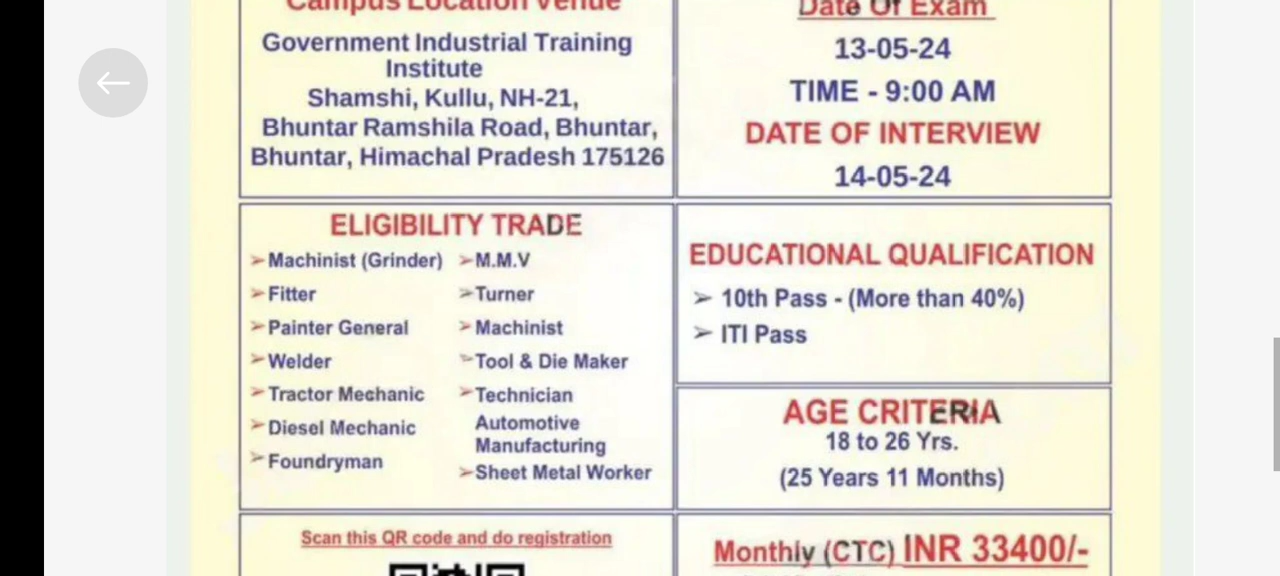 Campus Location Venue
Government Industrial Training
Institute
Shamshi, Kullu, NH-21,
Bhuntar Ramshila Road, Bhuntar,
Bhuntar, Himachal Pradesh 175126
Date Of Exam
13-05-24
TIME - 9:00 AM
DATE OF INTERVIEW
14-05-24
ELIGIBILITY TRADE
➢Machinist (Grinder)
➢Fitter
➢Painter General
➢Welder
➢Tractor Mechanic
➢Diesel Mechanic
➢Foundryman
➢M.M.V
➢Turner
➢Machinist
➢Tool & Die Maker
➢Technician
Automotive
Manufacturing
➢Sheet Metal Worker
EDUCATIONAL QUALIFICATION
➢ 10th Pass - (More than 40%)
➢ ITI Pass
AGE CRITERIA
18 to 26 Yrs.
(25 Years 11 Months)
Scan this QR code and do registration
Monthly (CTC) INR 33400/-